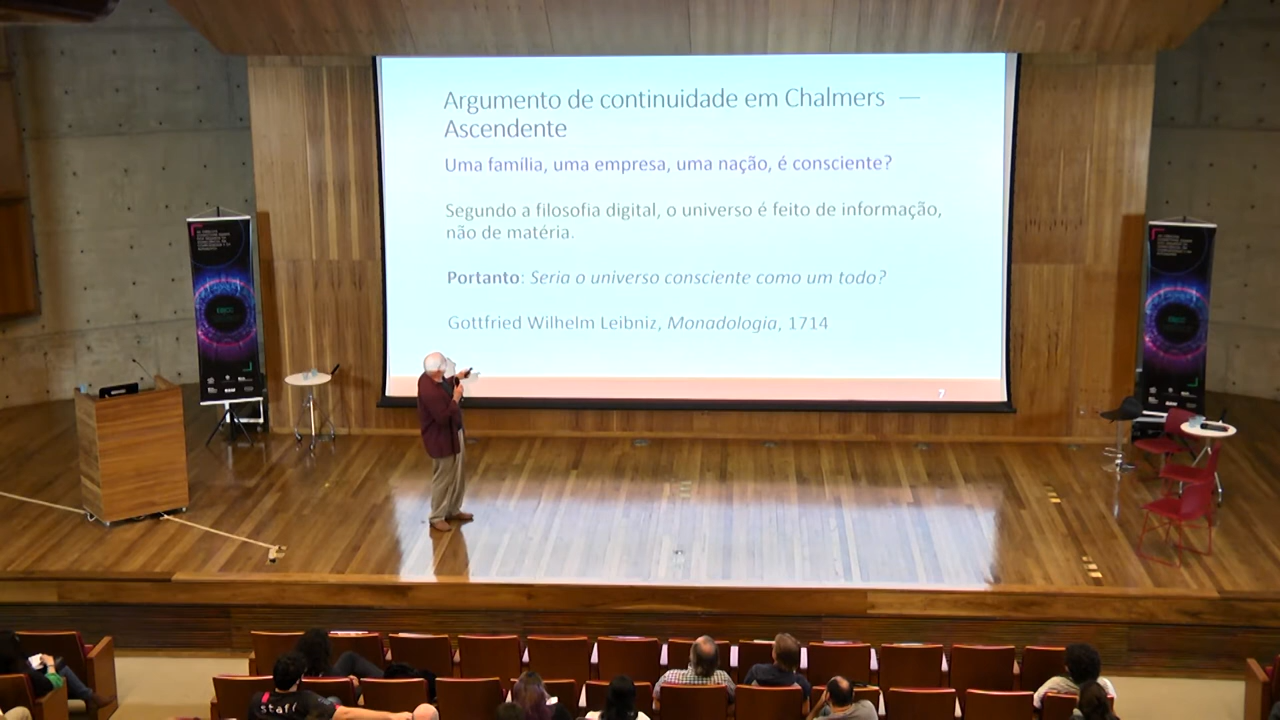 Argumento de continuidade em Chalmers —
Ascendente
Uma família, uma empresa, uma nação, é consciente?
Segundo a filosofia digital, o universo é feito de informação,
não de matéria.
Portanto: Seria o universo consciente como um todo?
Gottfried Wilhelm Leibniz, Monadologia, 1714
7
staff